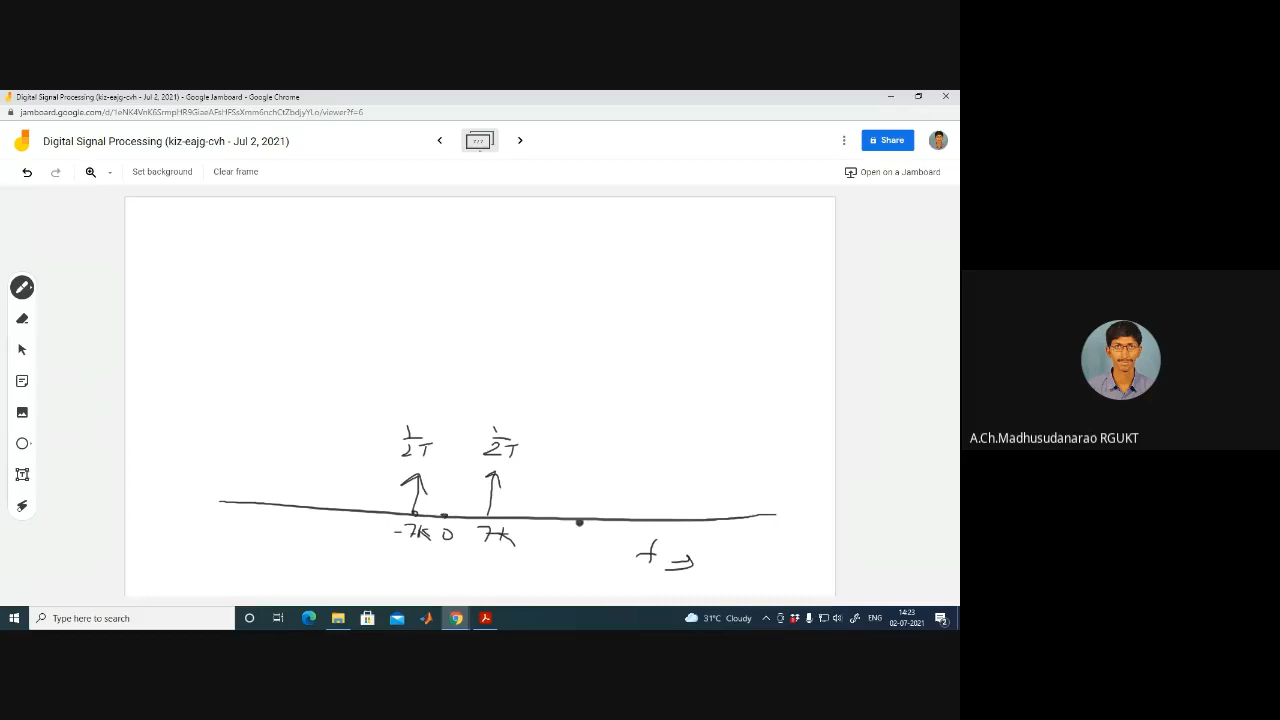 Digital Signal Processing (kiz-eajg-cvh - Jul 2, 2021) - Google Jamboard - Google Chrome
Digital Signal Processing (kiz-eajg-cvh - Jul 2, 2021)
Share
Set background
Clear frame
Open on a Jamboard
1/2T 1/2T
-7K 0 7K
f
A.Ch.Madhusudanarao RGUKT
Type here to search
31°C Cloudy
ENG
14:23
02-07-2021